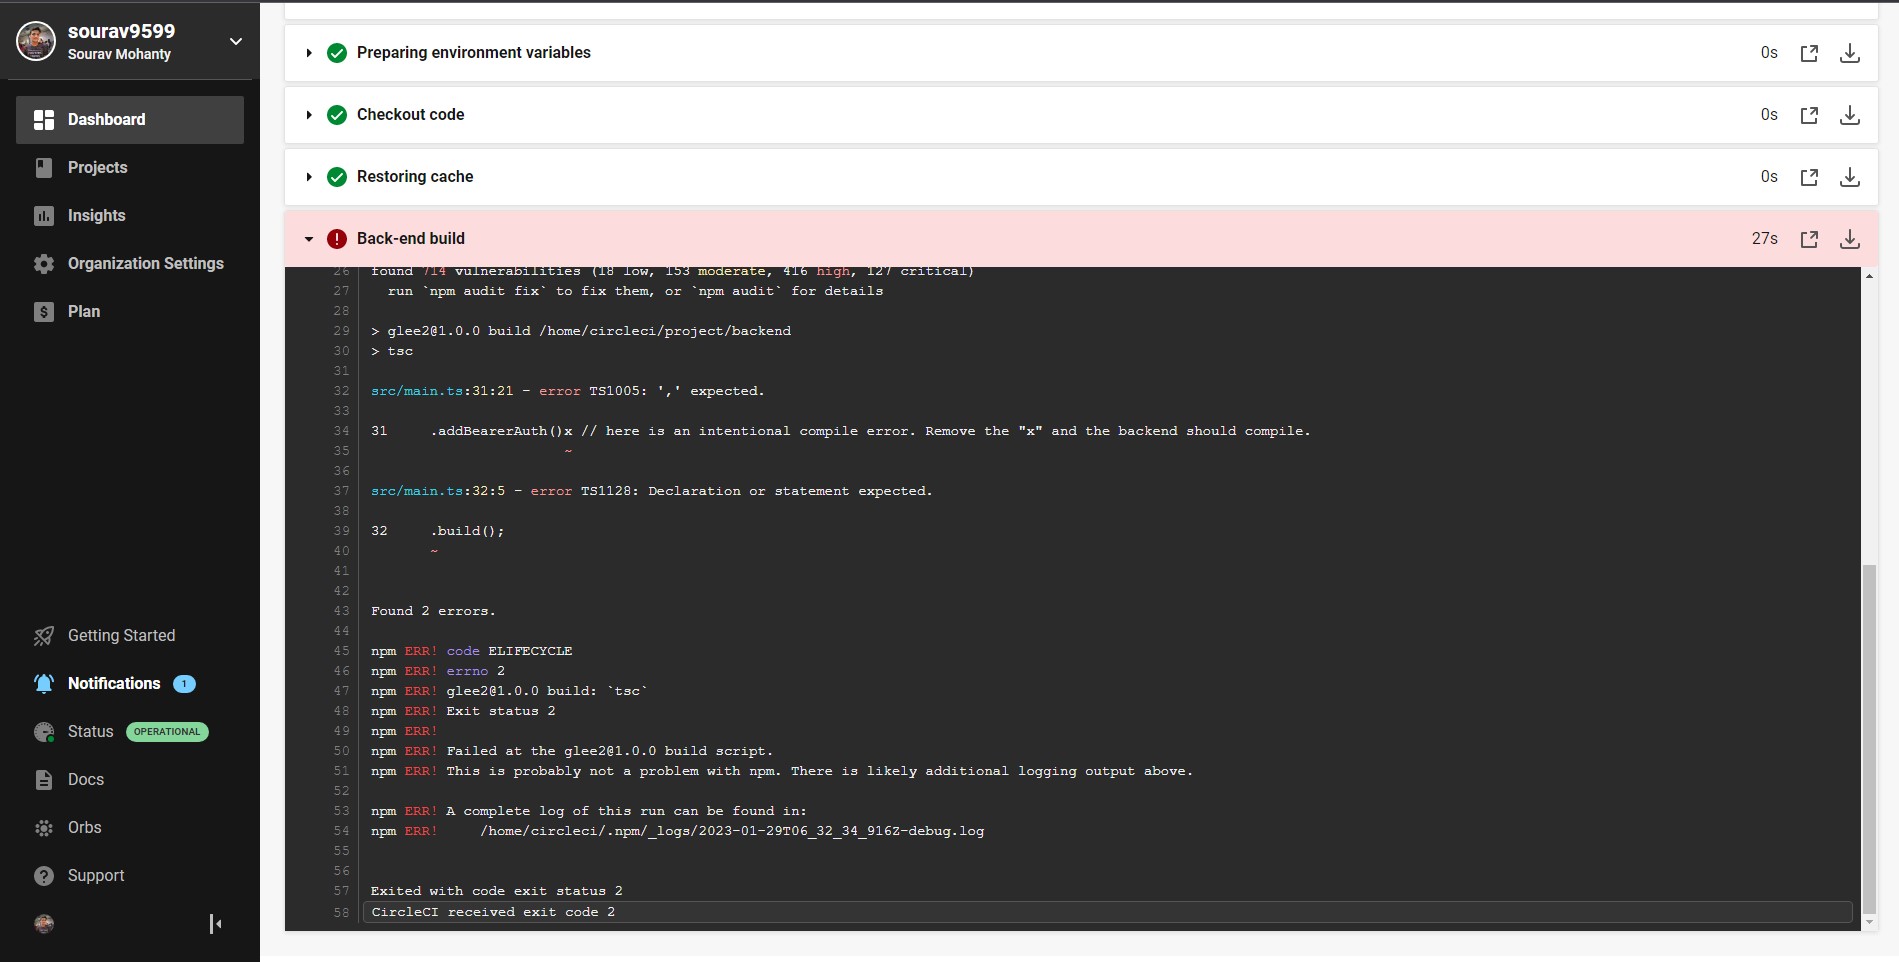 sourav9599
Sourav Mohanty
Dashboard
Projects
Insights
Organization Settings
Plan
Getting Started
Notifications 1
Status OPERATIONAL
Docs
Orbs
Support
Preparing environment variables 0s
Checkout code 0s
Restoring cache 0s
Back-end build 27s
26 found 714 vulnerabilities (18 low, 153 moderate, 416 high, 127 critical)
27 run `npm audit fix` to fix them, or `npm audit` for details
28
29 > glee2@1.0.0 build /home/circleci/project/backend
30 > tsc
31
32 src/main.ts:31:21 - error TS1005: ',' expected.
33
34 31 .addBearerAuth()x // here is an intentional compile error. Remove the "x" and the backend should compile.
35 ~
36
37 src/main.ts:32:5 - error TS1128: Declaration or statement expected.
38
39 32 .build();
40 ~
41
42
43 Found 2 errors.
44
45 npm ERR! code ELIFECYCLE
46 npm ERR! errno 2
47 npm ERR! glee2@1.0.0 build: `tsc`
48 npm ERR! Exit status 2
49 npm ERR!
50 npm ERR! Failed at the glee2@1.0.0 build script.
51 npm ERR! This is probably not a problem with npm. There is likely additional logging output above.
52
53 npm ERR! A complete log of this run can be found in:
54 npm ERR! /home/circleci/.npm/_logs/2023-01-29T06_32_34_916Z-debug.log
55
56
57 Exited with code exit status 2
58 CircleCI received exit code 2